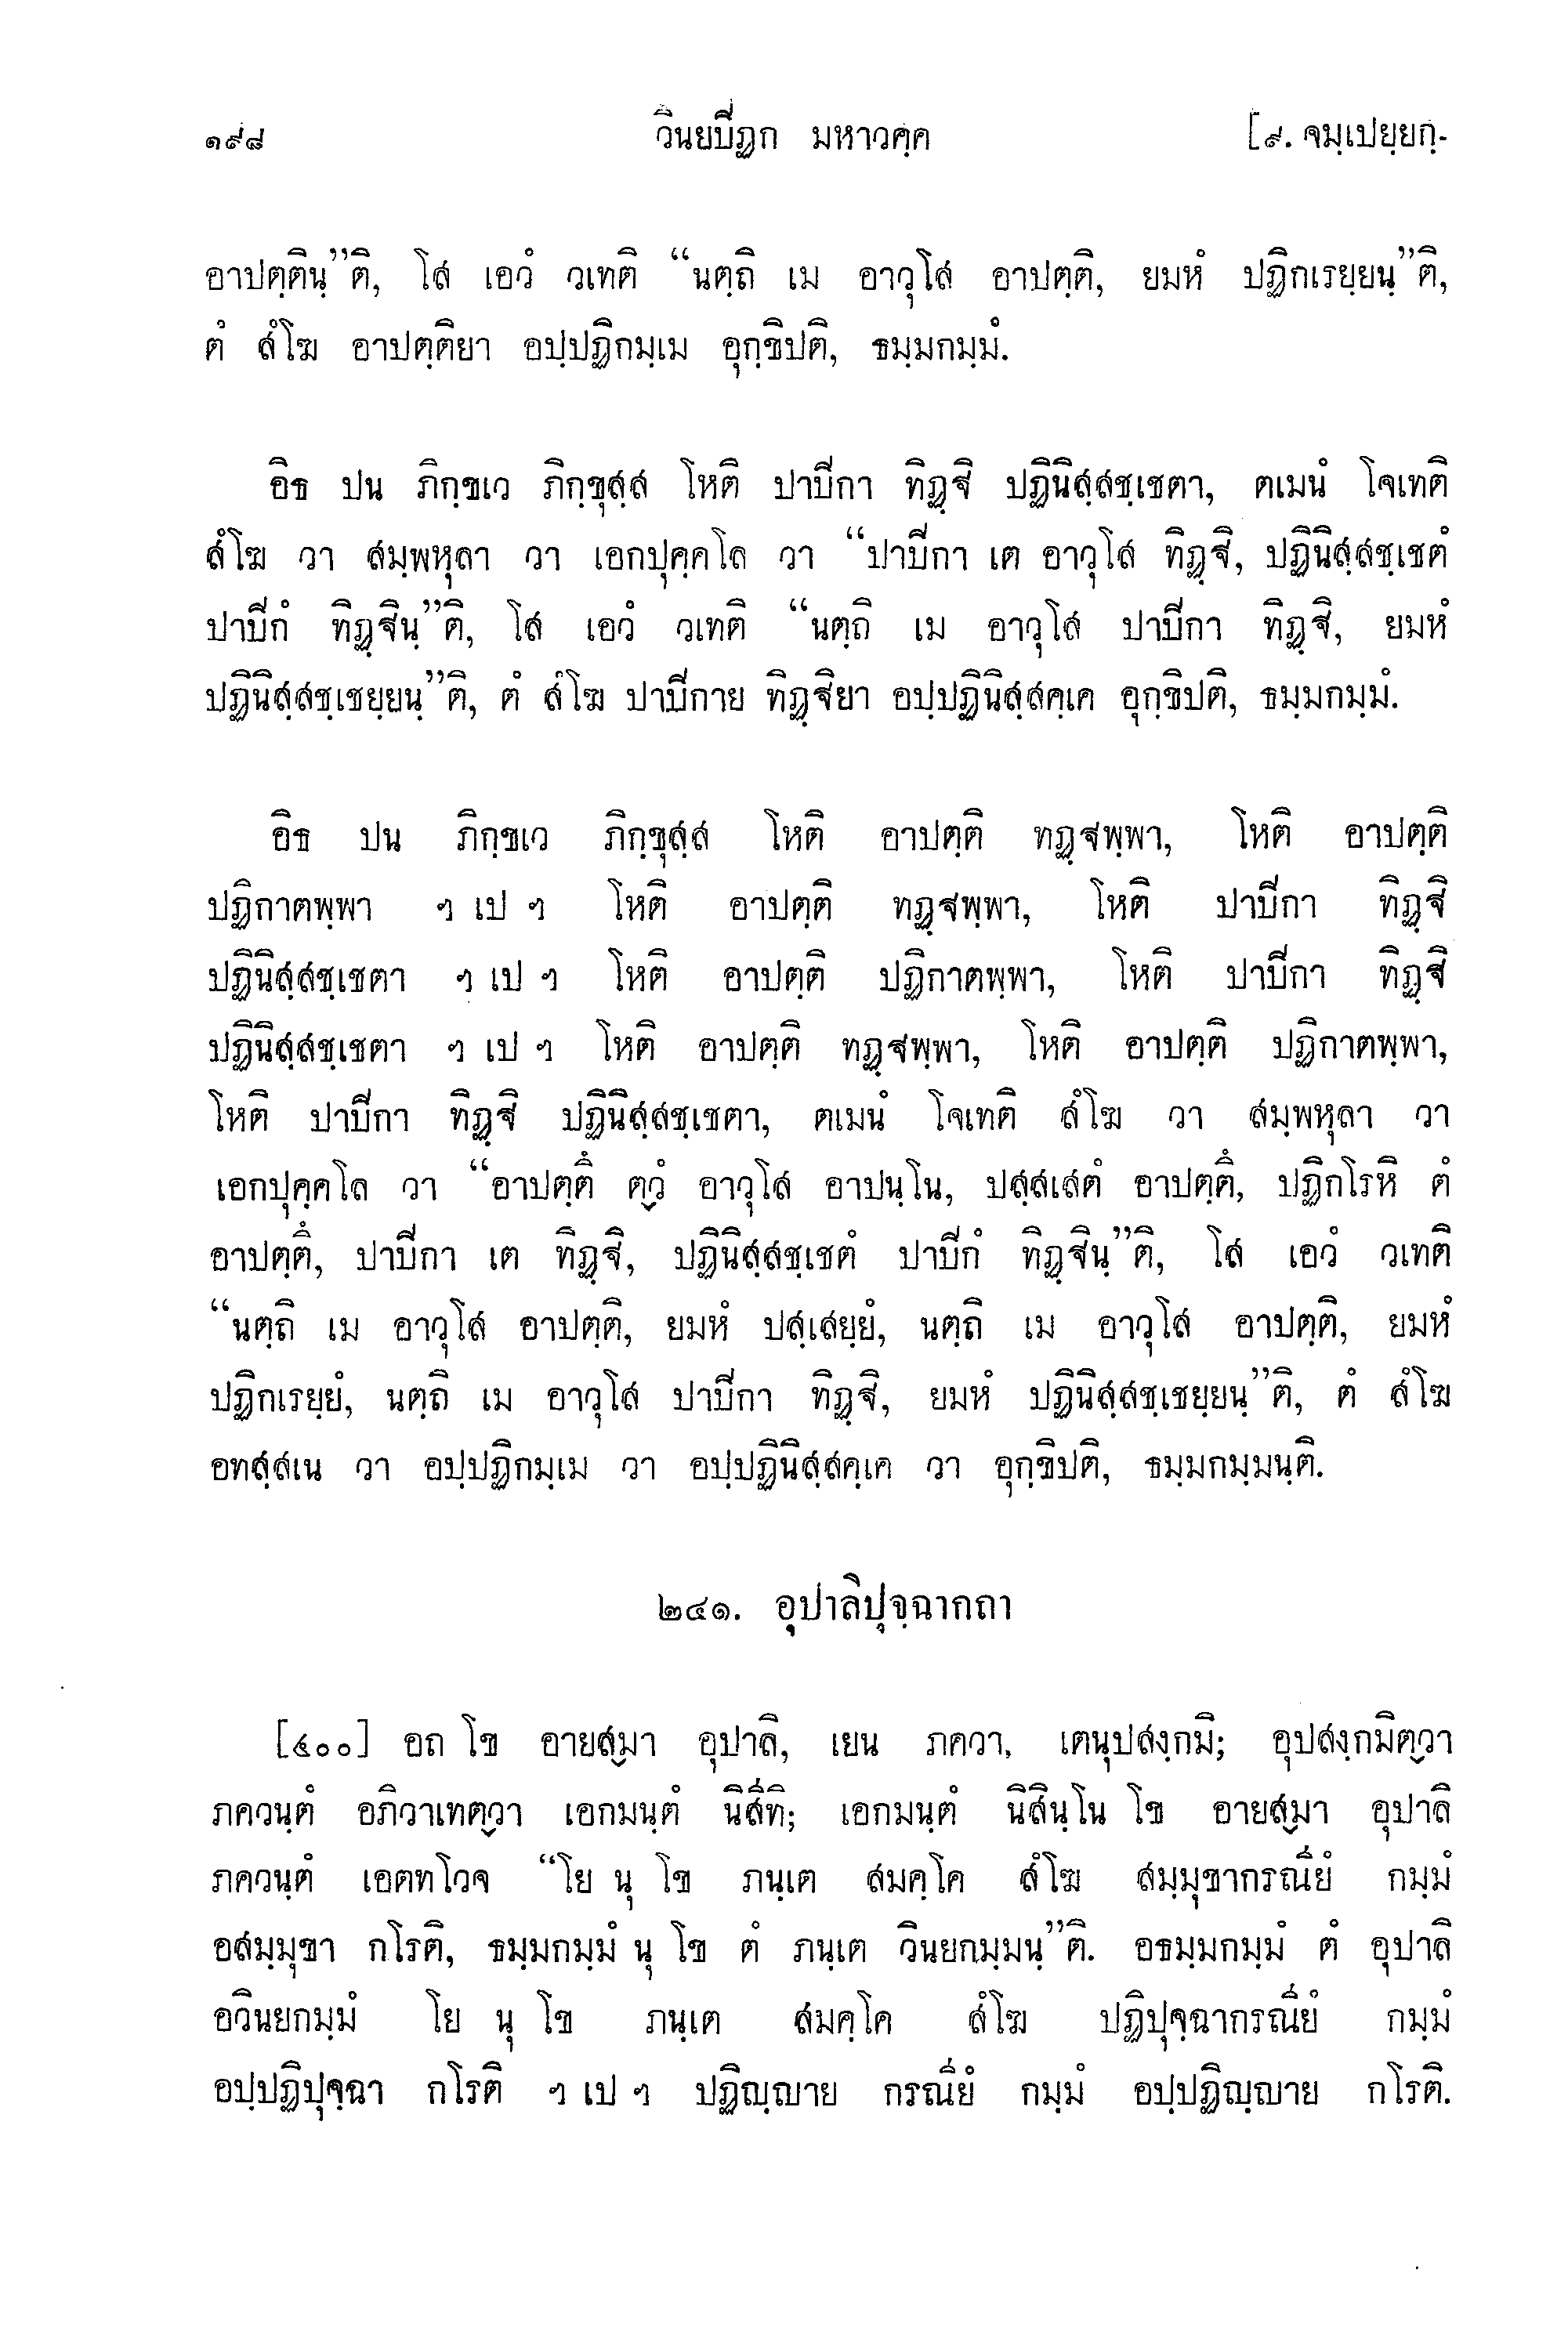 ๑๙๘ วินยปิฏก มหาวคฺค [๙. จมฺเปยฺยกฺ-
อาปตฺตินฺ”ติ, โส เอวํ วเทติ “นตฺถิ เม อาวุโส อาปตฺติ, ยมหํ ปฏิกเรยฺยนฺ”ติ,
ตํ สํโฆ อาปตฺติยา อปฺปฏิกมฺเม อุกฺขิปติ, ธมฺมกมฺมํ.
อิธ ปน ภิกฺขเว ภิกฺขุสฺส โหติ ปาปิกา ทิฏฺฐิ ปฏินิสฺสชฺเชตา, ตเมนํ โจเทติ
สํโฆ วา สมฺพหุลา วา เอกปุคฺคโล วา “ปาปิกา เต อาวุโส ทิฏฺฐิ, ปฏินิสฺสชฺเชตํ
ปาปิกํ ทิฏฺฐินฺ”ติ, โส เอวํ วเทติ “นตฺถิ เม อาวุโส ปาปิกา ทิฏฺฐิ, ยมหํ
ปฏินิสฺสชฺเชยฺยนฺ”ติ, ตํ สํโฆ ปาปิกาย ทิฏฺฐิยา อปฺปฏินิสฺสคฺเค อุกฺขิปติ, ธมฺมกมฺมํ.
อิธ ปน ภิกฺขเว ภิกฺขุสฺส โหติ อาปตฺติ ทฏฺฐพฺพา, โหติ อาปตฺติ
ปฏิกาตพฺพา ฯ เป ฯ โหติ อาปตฺติ ทฏฺฐพฺพา, โหติ ปาปิกา ทิฏฺฐิ
ปฏินิสฺสชฺเชตา ฯ เป ฯ โหติ อาปตฺติ ปฏิกาตพฺพา, โหติ ปาปิกา ทิฏฺฐิ
ปฏินิสฺสชฺเชตา ฯ เป ฯ โหติ อาปตฺติ ทฏฺฐพฺพา, โหติ อาปตฺติ ปฏิกาตพฺพา,
โหติ ปาปิกา ทิฏฺฐิ ปฏินิสฺสชฺเชตา, ตเมนํ โจเทติ สํโฆ วา สมฺพหุลา วา
เอกปุคฺคโล วา “อาปตฺตึ ตฺวํ อาวุโส อาปนฺโน, ปสฺสเสตํ อาปตฺตึ, ปฏิกโรหิ ตํ
อาปตฺตึ, ปาปิกา เต ทิฏฺฐิ, ปฏินิสฺสชฺเชตํ ปาปิกํ ทิฏฺฐินฺ”ติ, โส เอวํ วเทติ
“นตฺถิ เม อาวุโส อาปตฺติ, ยมหํ ปสฺเสยฺยํ, นตฺถิ เม อาวุโส อาปตฺติ, ยมหํ
ปฏิกเรยฺยํ, นตฺถิ เม อาวุโส ปาปิกา ทิฏฺฐิ, ยมหํ ปฏินิสฺสชฺเชยฺยนฺ”ติ, ตํ สํโฆ
อทสฺสเน วา อปฺปฏิกมฺเม วา อปฺปฏินิสฺสคฺเค วา อุกฺขิปติ, ธมฺมกมฺมนฺติ.
๒๔๑. อุปาลิปุจฺฉากถา
[๔๐๐] อถ โข อายสฺมา อุปาลิ, เยน ภควา, เตนุปสงฺกมิ; อุปสงฺกมิตฺวา
ภควนฺตํ อภิวาเทตฺวา เอกมนฺตํ นิสีทิ; เอกมนฺตํ นิสินฺโน โข อายสฺมา อุปาลิ
ภควนฺตํ เอตทโวจ “โย นุ โข ภนฺเต สมคฺโค สํโฆ สมฺมุขากรณียํ กมฺมํ
อสมฺมุขา กโรติ, ธมฺมกมฺมํ นุ โข ตํ ภนฺเต วินยกมฺมนฺ”ติ. อธมฺมกมฺมํ ตํ อุปาลิ
อวินยกมฺมํ โย นุ โข ภนฺเต สมคฺโค สํโฆ ปฏิปุจฺฉากรณียํ กมฺมํ
อปฺปฏิปุจฺฉา กโรติ ฯ เป ฯ ปฏิญฺญาย กรณียํ กมฺมํ อปฺปฏิญฺญาย กโรติ.